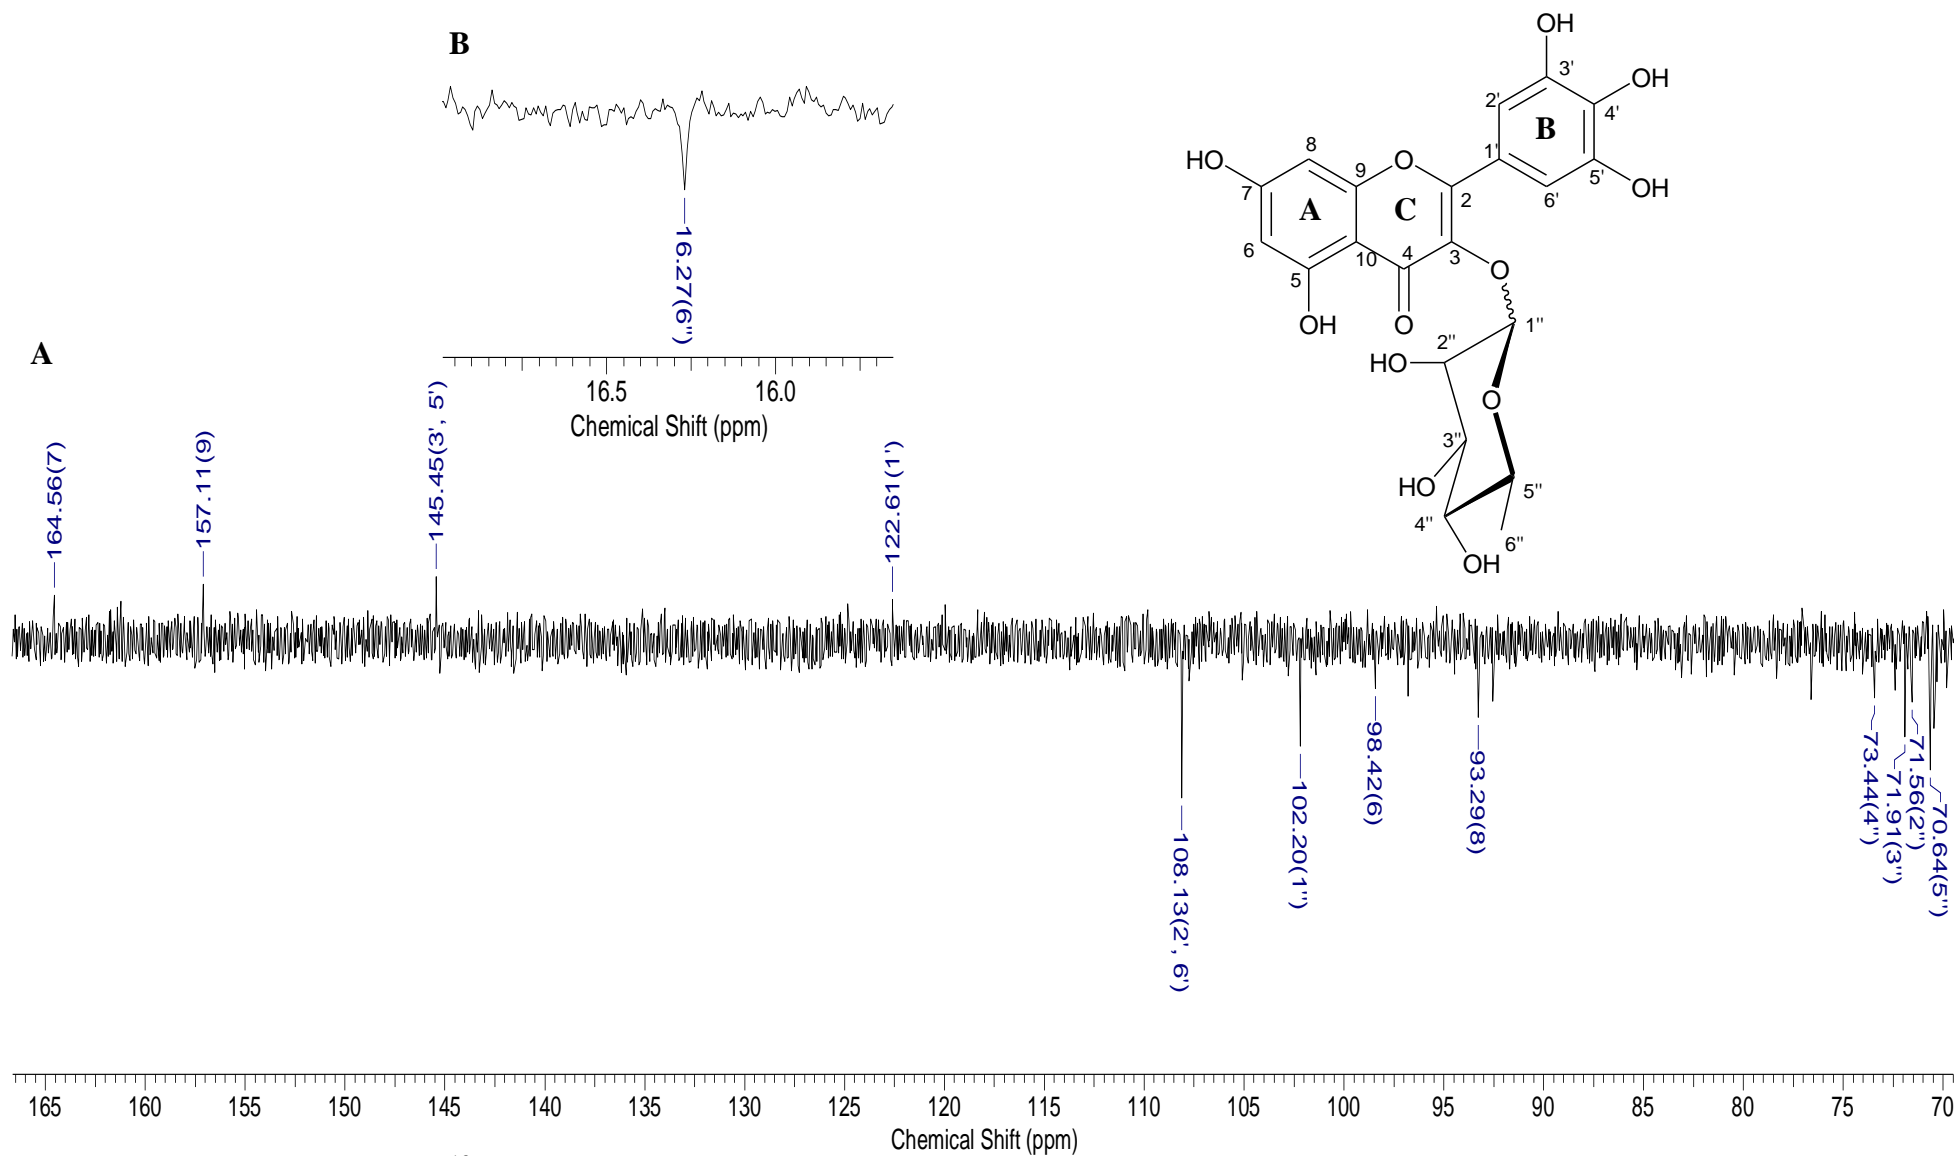 B
16.27(6")
16.5
16.0
Chemical Shift (ppm)
OH
3'
OH
2'
4'
B
8
1'
HO
9
O
5'
OH
7
A
C
2
6'
6
10
4
3
5
O
OH
O
1"
2"
HO
O
3"
HO
5"
4"
6"
OH
A
164.56(7)
157.11(9)
145.45(3', 5')
122.61(1')
108.13(2', 6')
102.20(1")
98.42(6)
93.29(8)
73.44(4")
71.91(3")
71.56(2")
70.64(5")
165 160 155 150 145 140 135 130 125 120 115 110 105 100 95 90 85 80 75 70
Chemical Shift (ppm)